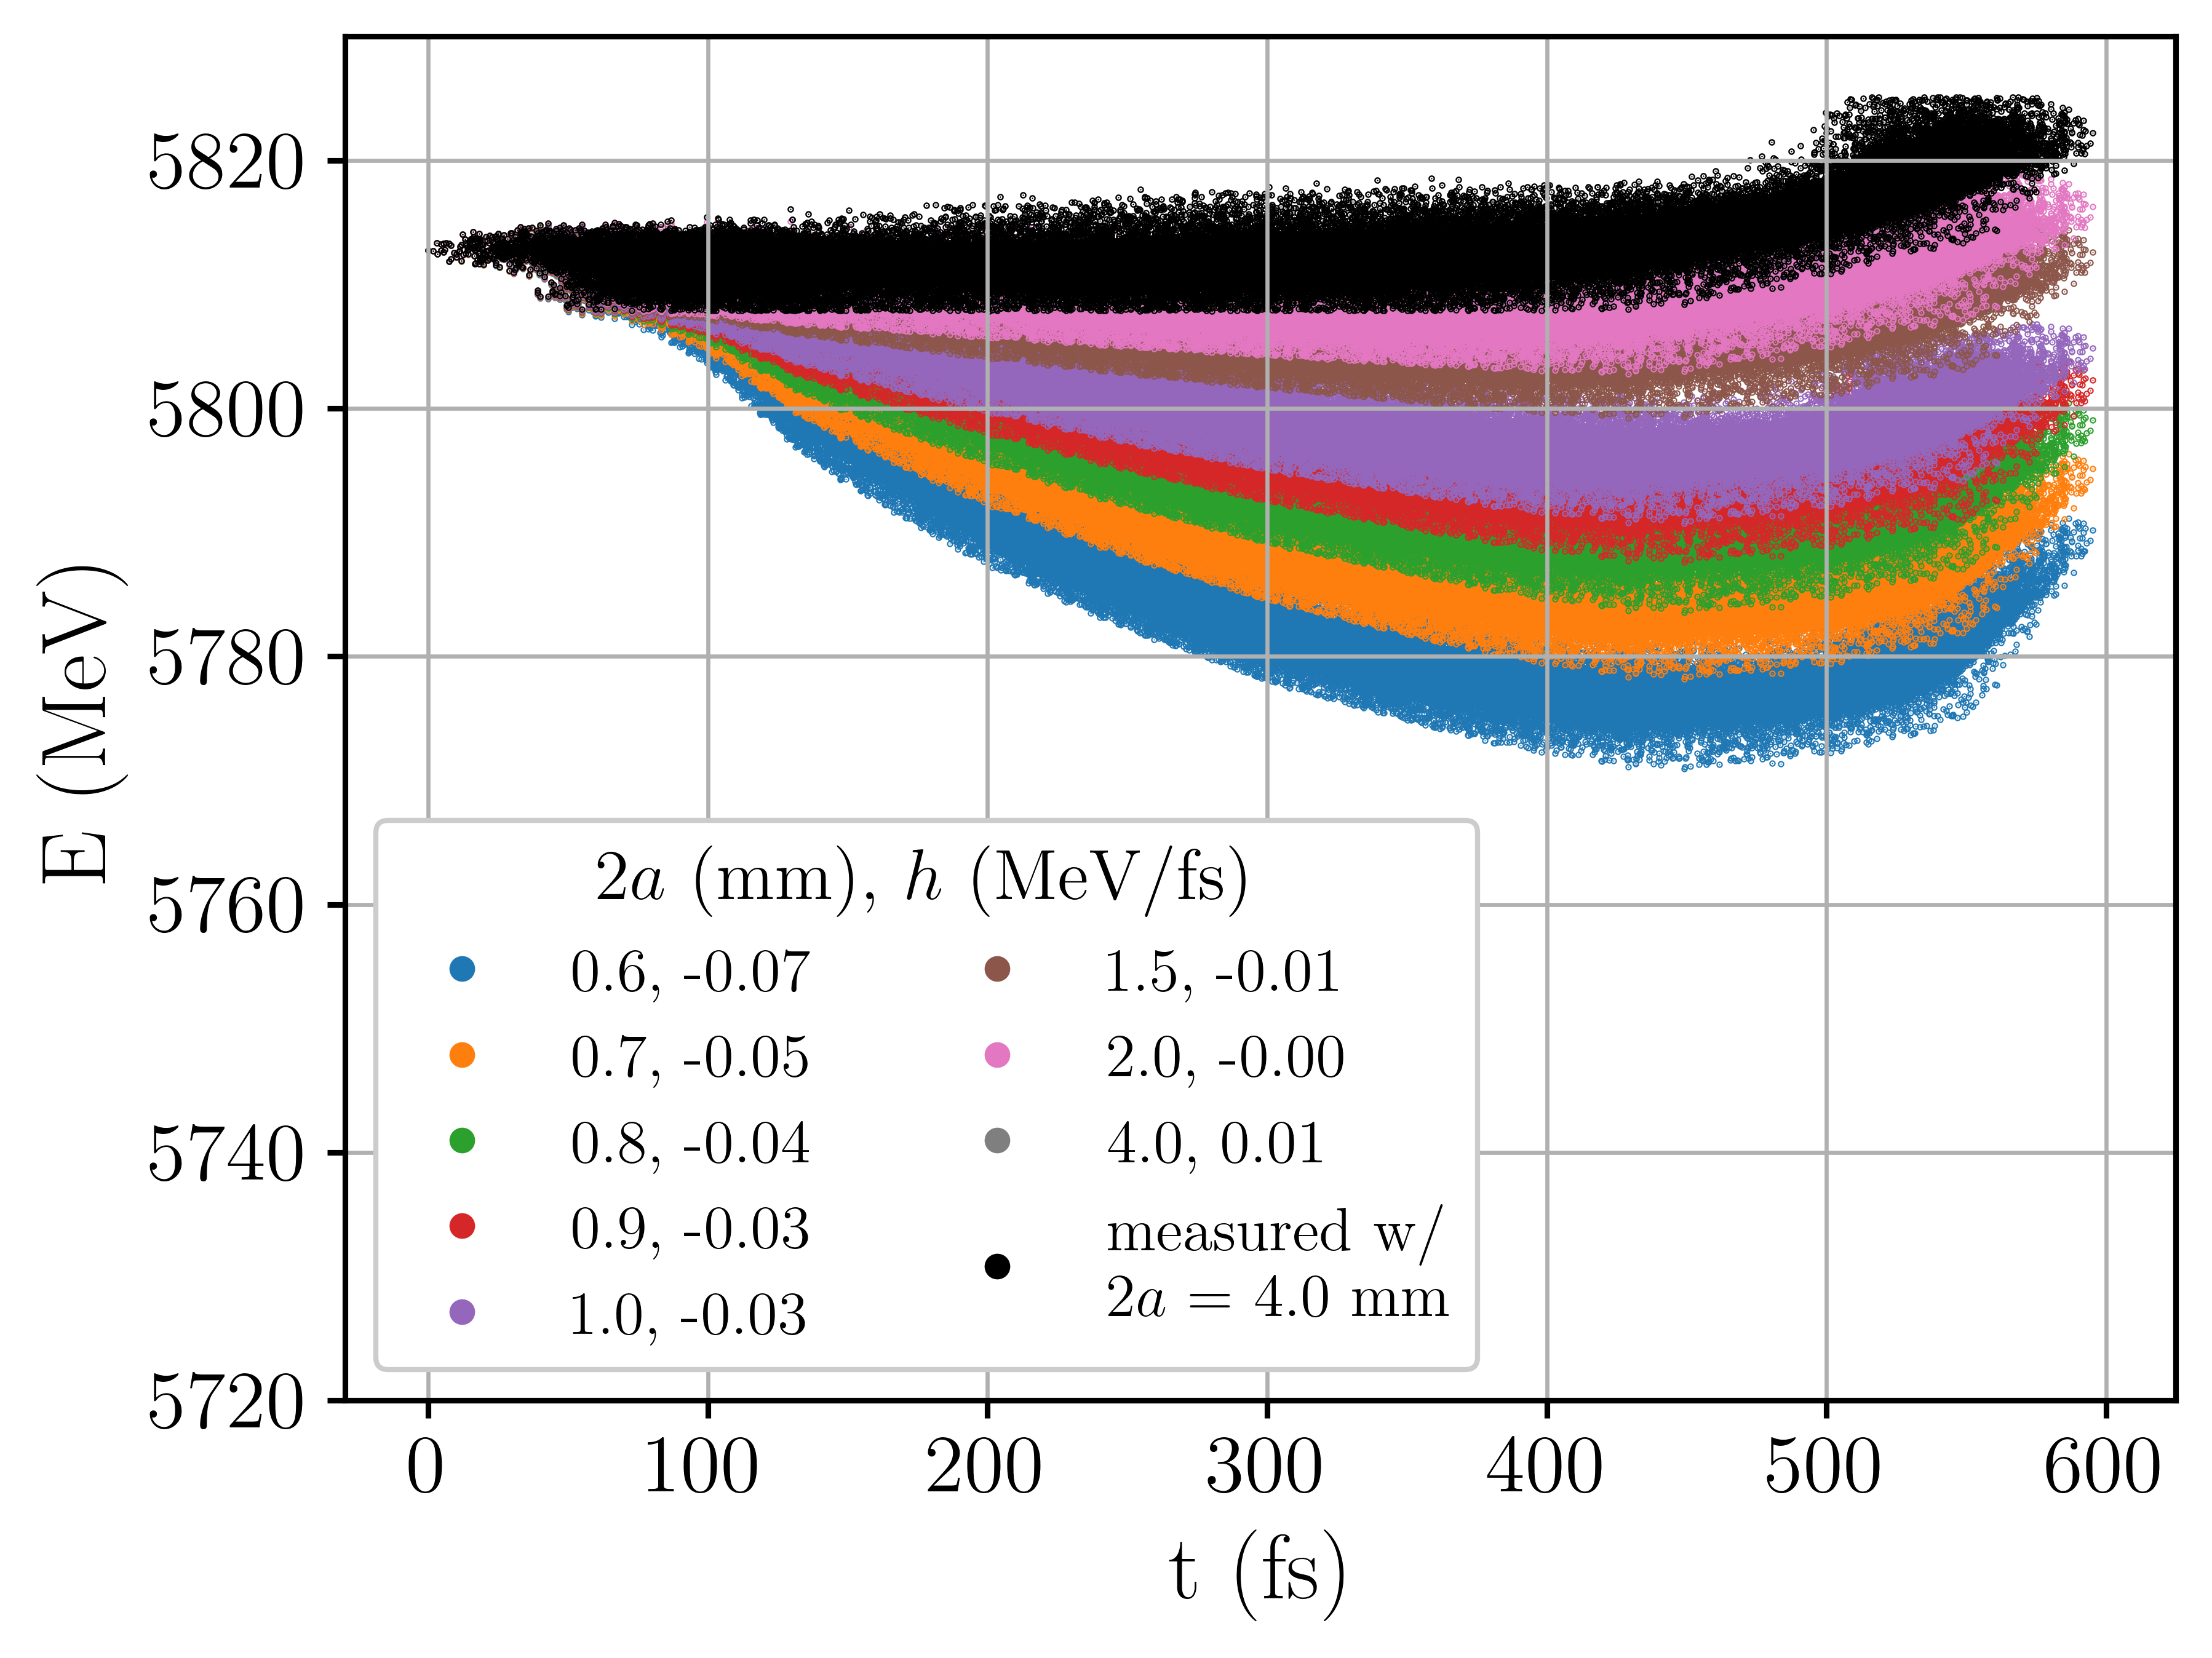 E (MeV)
5820
5800
5780
5760
5740
5720
2a (mm), h (MeV/fs)
0.6, -0.07
0.7, -0.05
0.8, -0.04
0.9, -0.03
1.0, -0.03
1.5, -0.01
2.0, -0.00
4.0, 0.01
measured w/
2a = 4.0 mm
0 100 200 300 400 500 600
t (fs)